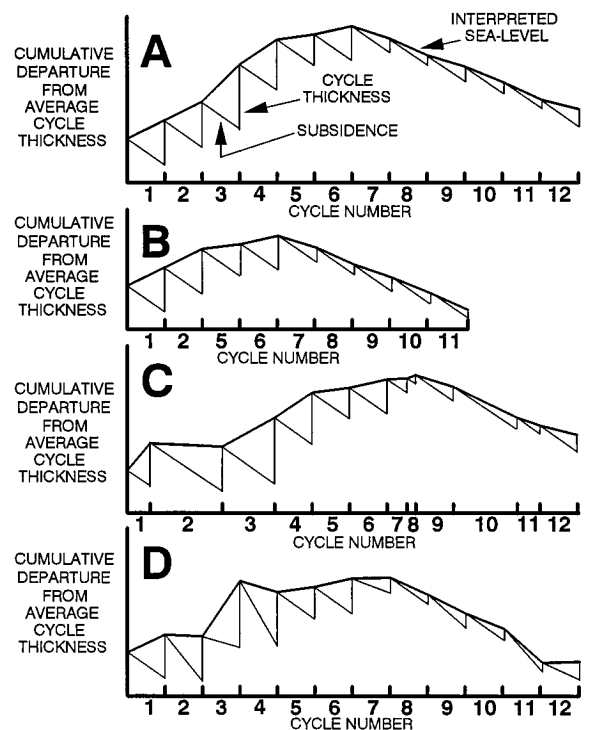 A
INTERPRETED
SEA-LEVEL
CUMULATIVE
DEPARTURE
FROM
AVERAGE
CYCLE
THICKNESS
CYCLE
THICKNESS
SUBSIDENCE
1 2 3 4 5 6 7 8 9 10 11 12
CYCLE NUMBER
B
CUMULATIVE
DEPARTURE
FROM
AVERAGE
CYCLE
THICKNESS
1 2 5 6 7 8 9 10 11
CYCLE NUMBER
C
CUMULATIVE
DEPARTURE
FROM
AVERAGE
CYCLE
THICKNESS
1 2 3 4 5 6 7 8 9 10 11 12
CYCLE NUMBER
D
CUMULATIVE
DEPARTURE
FROM
AVERAGE
CYCLE
THICKNESS
1 2 3 4 5 6 7 8 9 10 11 12
CYCLE NUMBER